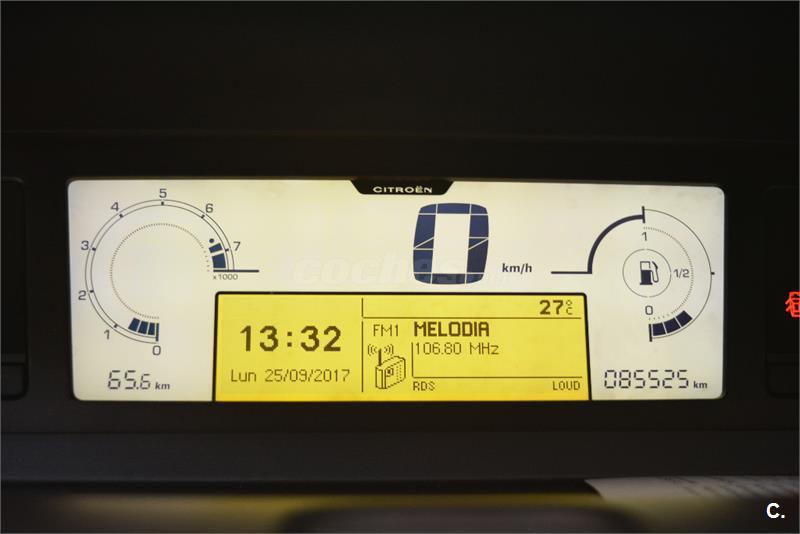 CITROËN
5
4
6
3
7
x1000
2
1
0
0 km/h
1
1/2
0
27°C
13:32
FM1 MELODIA
106.80 MHz
Lun 25/09/2017
RDS LOUD
65.6 km
085525 km
coches
C.